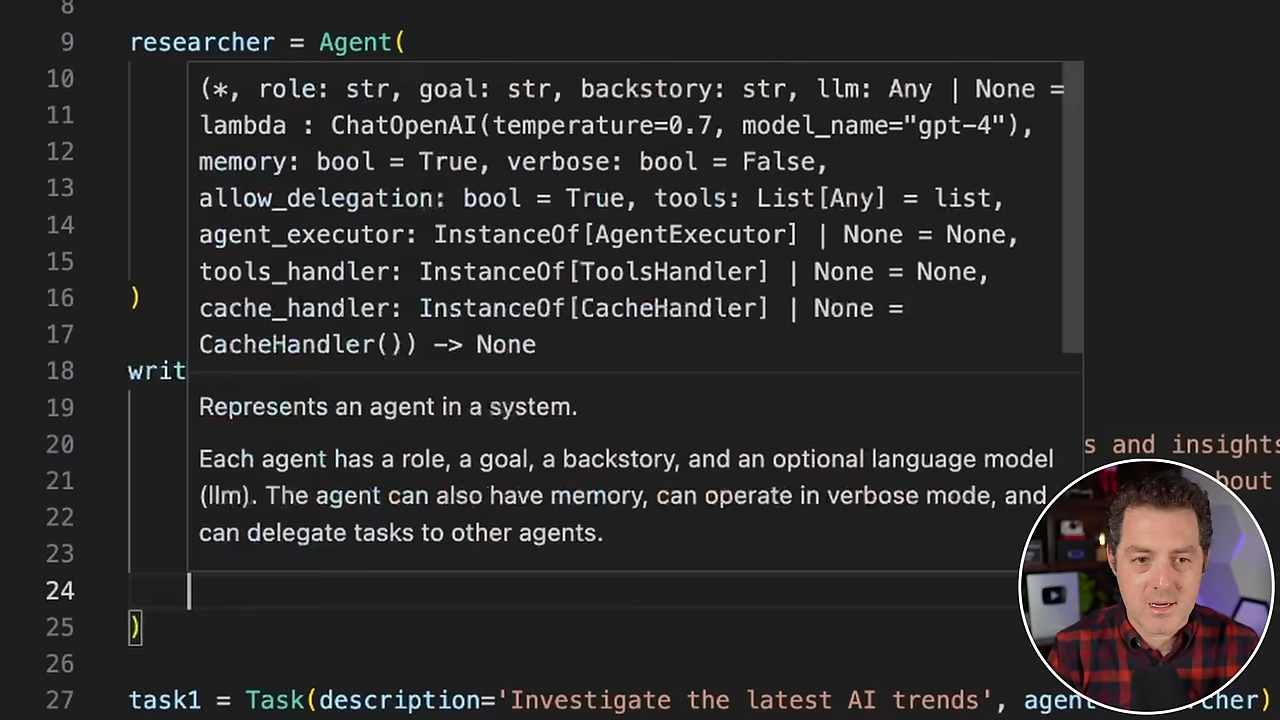 8
9 researcher = Agent(
10 (*, role: str, goal: str, backstory: str, llm: Any | None =
11 lambda : ChatOpenAI(temperature=0.7, model_name="gpt-4"),
12 memory: bool = True, verbose: bool = False,
13 allow_delegation: bool = True, tools: List[Any] = list,
14 agent_executor: InstanceOf[AgentExecutor] | None = None,
15 tools_handler: InstanceOf[ToolsHandler] | None = None,
16 ) cache_handler: InstanceOf[CacheHandler] | None =
17 CacheHandler()) -> None
18 writ
19 Represents an agent in a system.
20 s and insights
Each agent has a role, a goal, a backstory, and an optional language model
21 (llm). The agent can also have memory, can operate in verbose mode, and bout
22 can delegate tasks to other agents.
23
24
25 )
26
27 task1 = Task(description='Investigate the latest AI trends', agen cher)